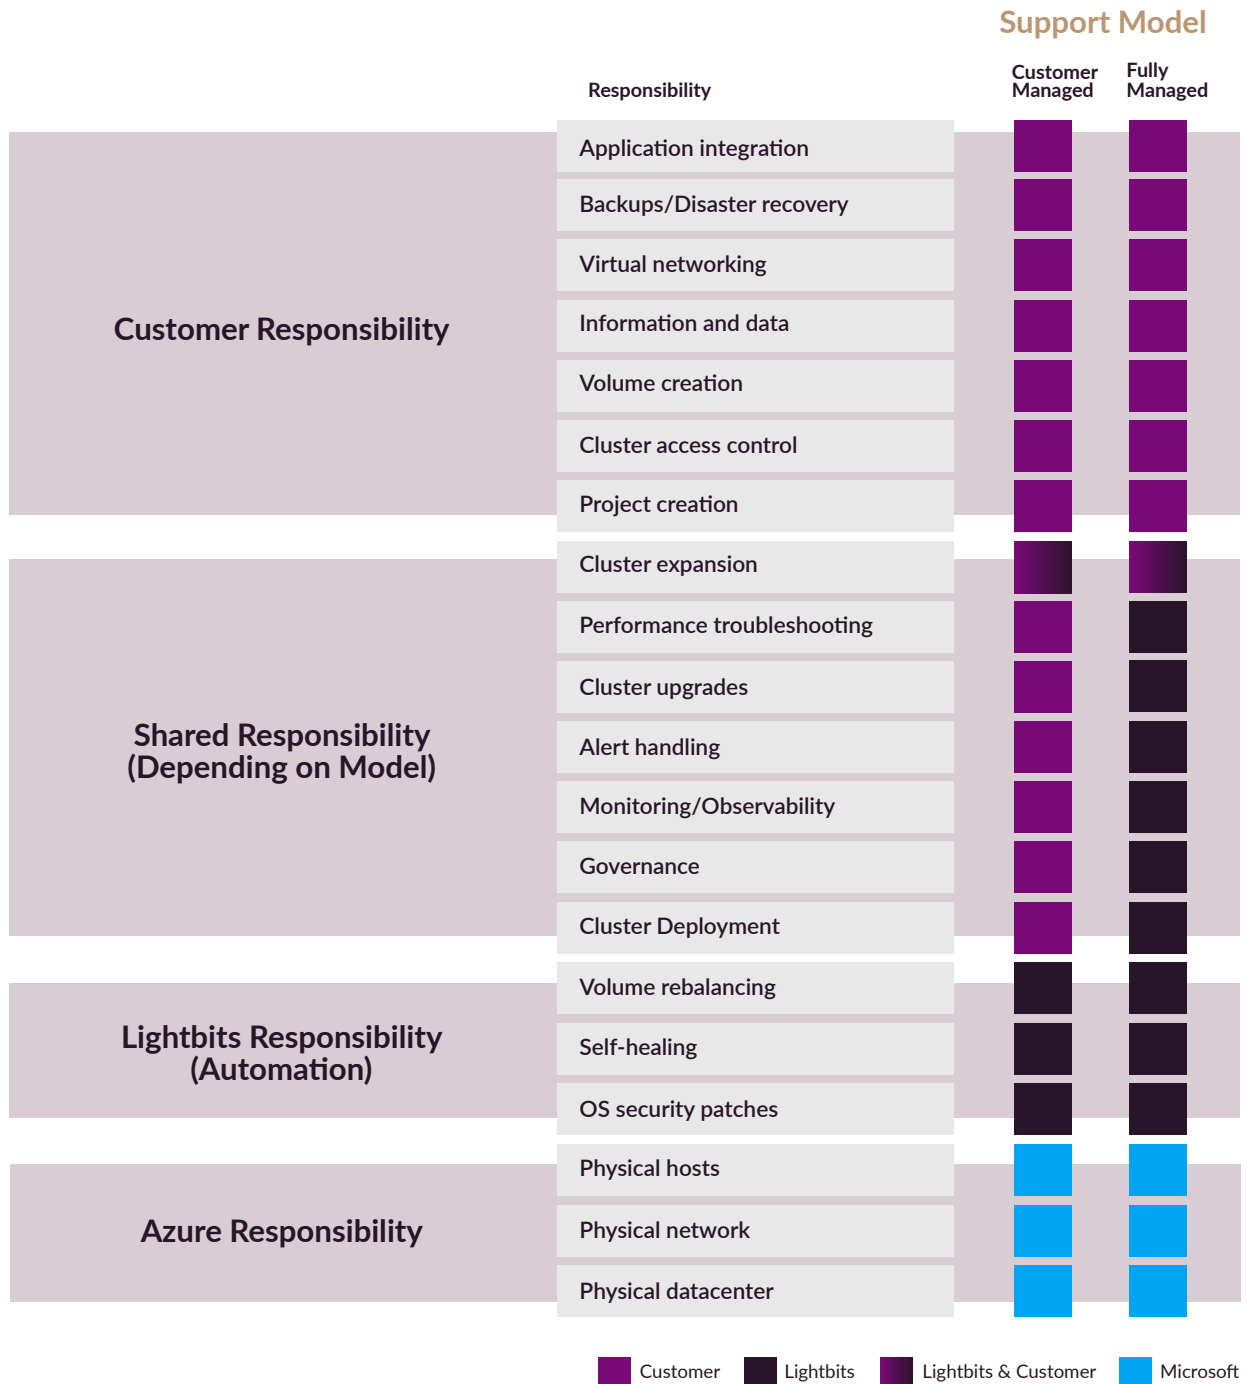 Support Model
Responsibility
Customer
Managed
Fully
Managed
Customer Responsibility
Application integration
Backups/Disaster recovery
Virtual networking
Information and data
Volume creation
Cluster access control
Project creation
Shared Responsibility
(Depending on Model)
Cluster expansion
Performance troubleshooting
Cluster upgrades
Alert handling
Monitoring/Observability
Governance
Cluster Deployment
Lightbits Responsibility
(Automation)
Volume rebalancing
Self-healing
OS security patches
Azure Responsibility
Physical hosts
Physical network
Physical datacenter
Customer
Lightbits
Lightbits & Customer
Microsoft